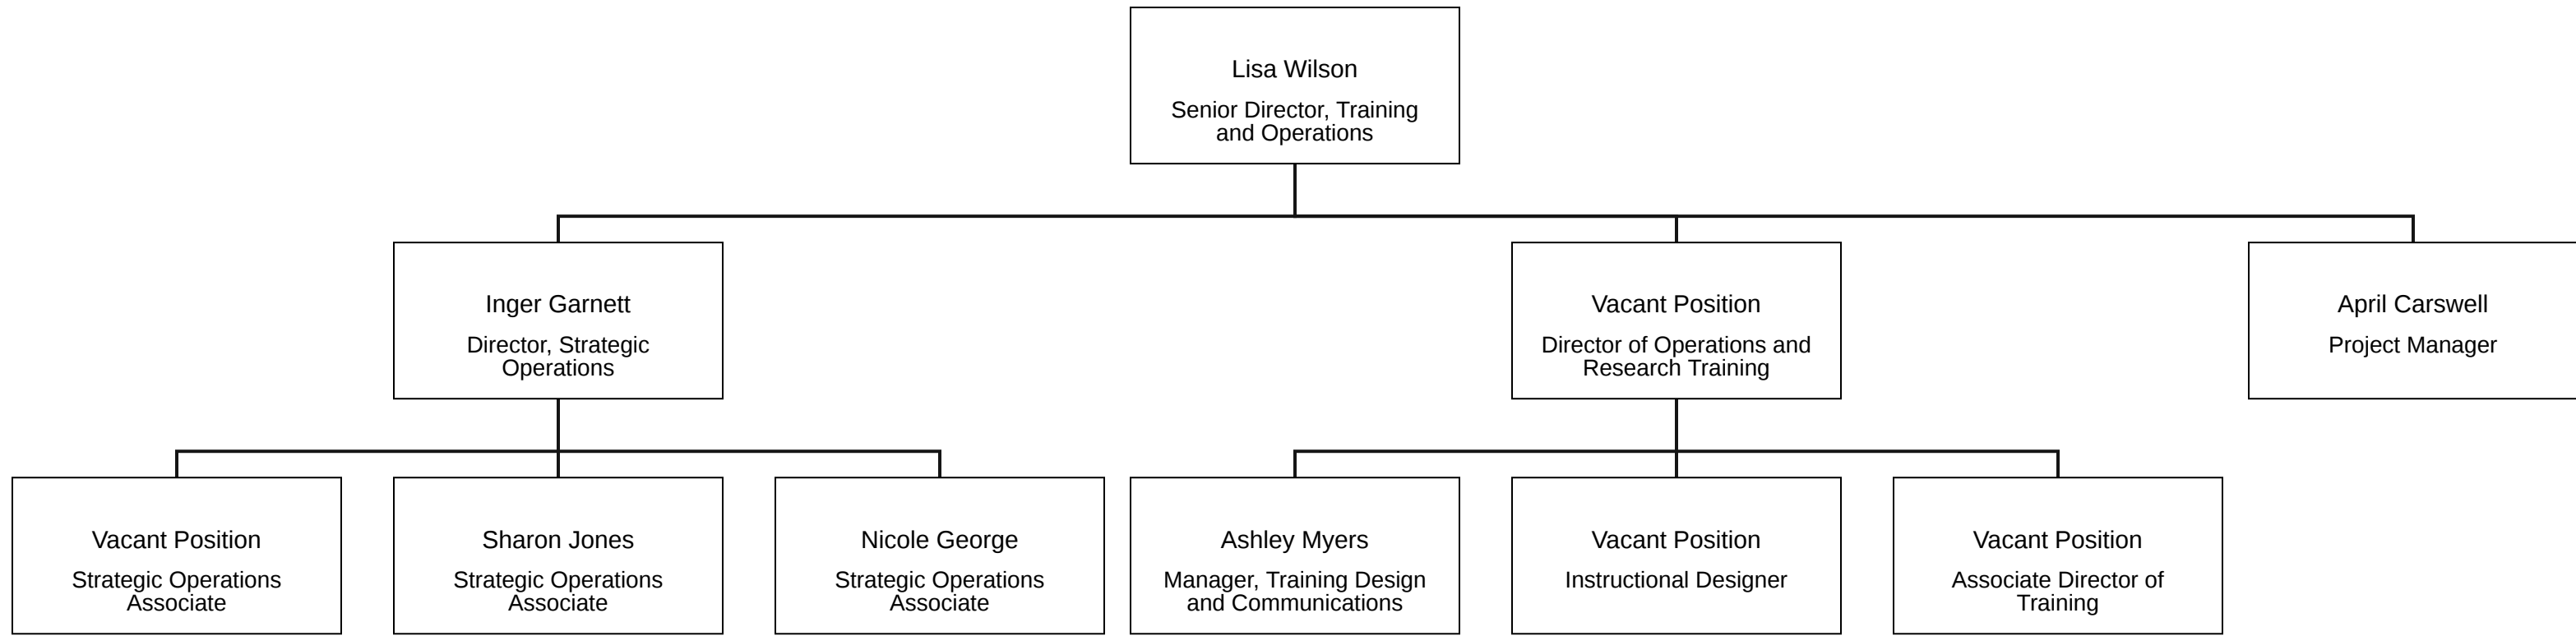 Lisa Wilson
Senior Director, Training
and Operations
Inger Garnett
Director, Strategic
Operations
Vacant Position
Director of Operations and
Research Training
April Carswell
Project Manager
Vacant Position
Strategic Operations
Associate
Sharon Jones
Strategic Operations
Associate
Nicole George
Strategic Operations
Associate
Ashley Myers
Manager, Training Design
and Communications
Vacant Position
Instructional Designer
Vacant Position
Associate Director of
Training